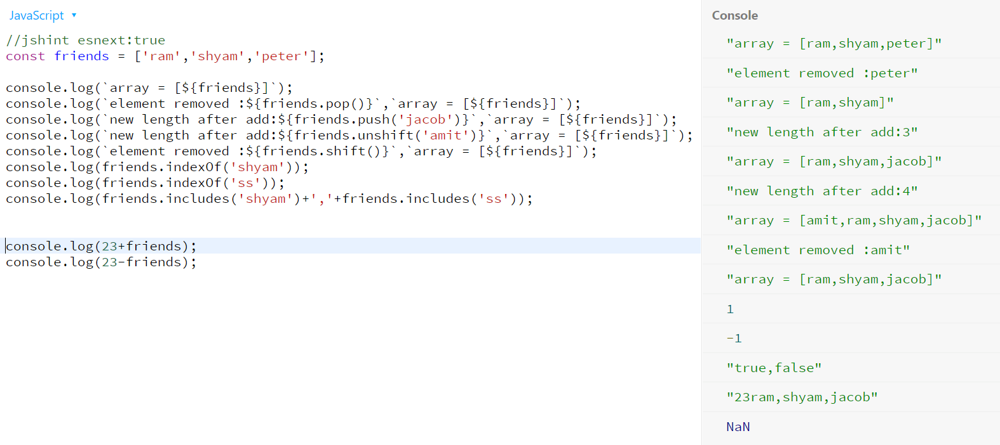 JavaScript
//jshint esnext:true
const friends = ['ram','shyam','peter'];
console.log(`array = [${friends}]`);
console.log(`element removed :${friends.pop()}`,`array = [${friends}]`);
console.log(`new length after add:${friends.push('jacob')}`,`array = [${friends}]`);
console.log(`new length after add:${friends.unshift('amit')}`,`array = [${friends}]`);
console.log(`element removed :${friends.shift()}`,`array = [${friends}]`);
console.log(friends.indexOf('shyam'));
console.log(friends.indexOf('ss'));
console.log(friends.includes('shyam')+','+friends.includes('ss'));
console.log(23+friends);
console.log(23-friends);
Console
"array = [ram,shyam,peter]"
"element removed :peter"
"array = [ram,shyam]"
"new length after add:3"
"array = [ram,shyam,jacob]"
"new length after add:4"
"array = [amit,ram,shyam,jacob]"
"element removed :amit"
"array = [ram,shyam,jacob]"
1
-1
"true,false"
"23ram,shyam,jacob"
NaN